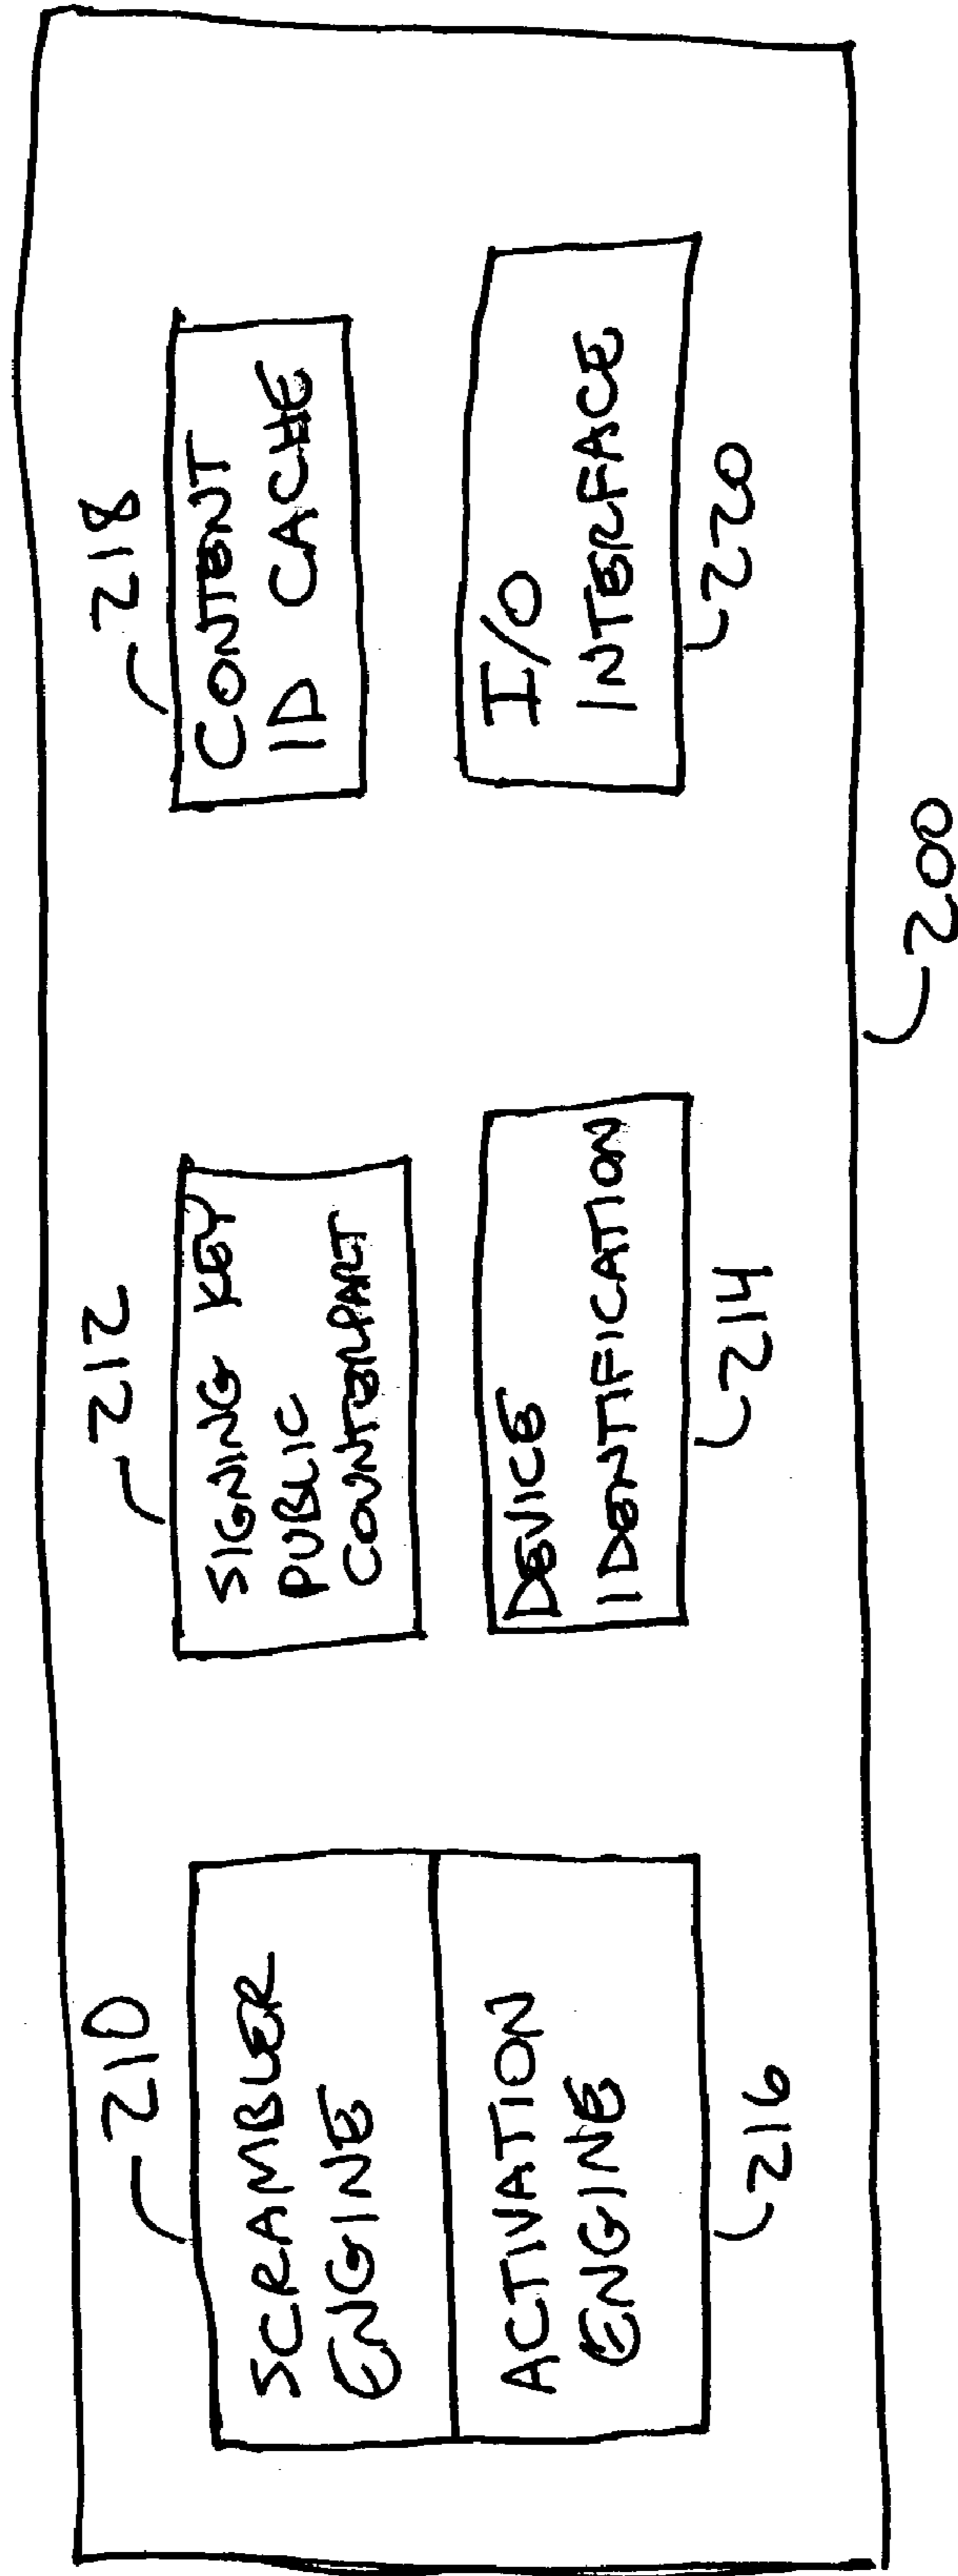 210
SCRAMBLER
ENGINE
ACTIVATION
ENGINE
216
212
SIGNING KEY
PUBLIC
COUNTERPART
DEVICE
IDENTIFICATION
214
218
CONTENT
ID CACHE
I/O
INTERFACE
220
200